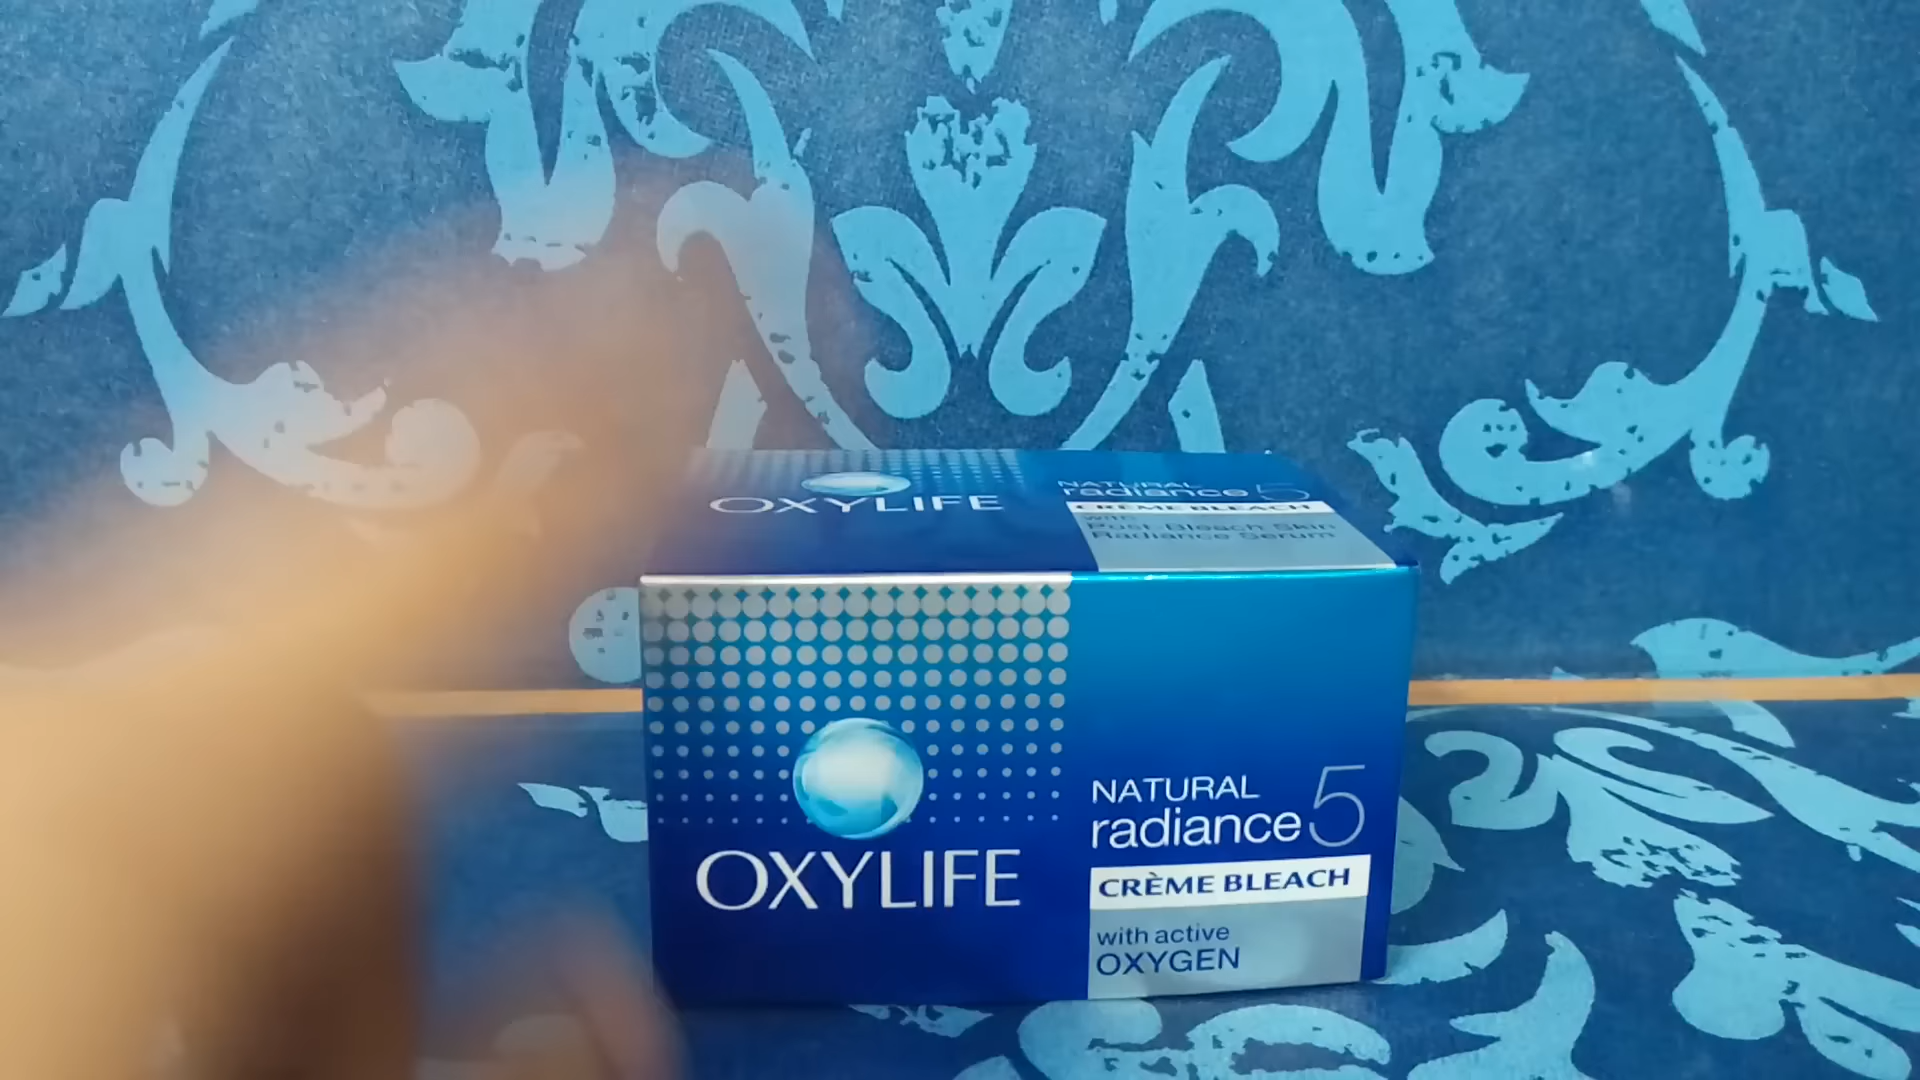 OXYLIFE
NATURAL
radiance 5
CRÈME BLEACH
with
Post Bleach Skin
Radiance Serum
OXYLIFE
NATURAL
radiance 5
CRÈME BLEACH
with active
OXYGEN